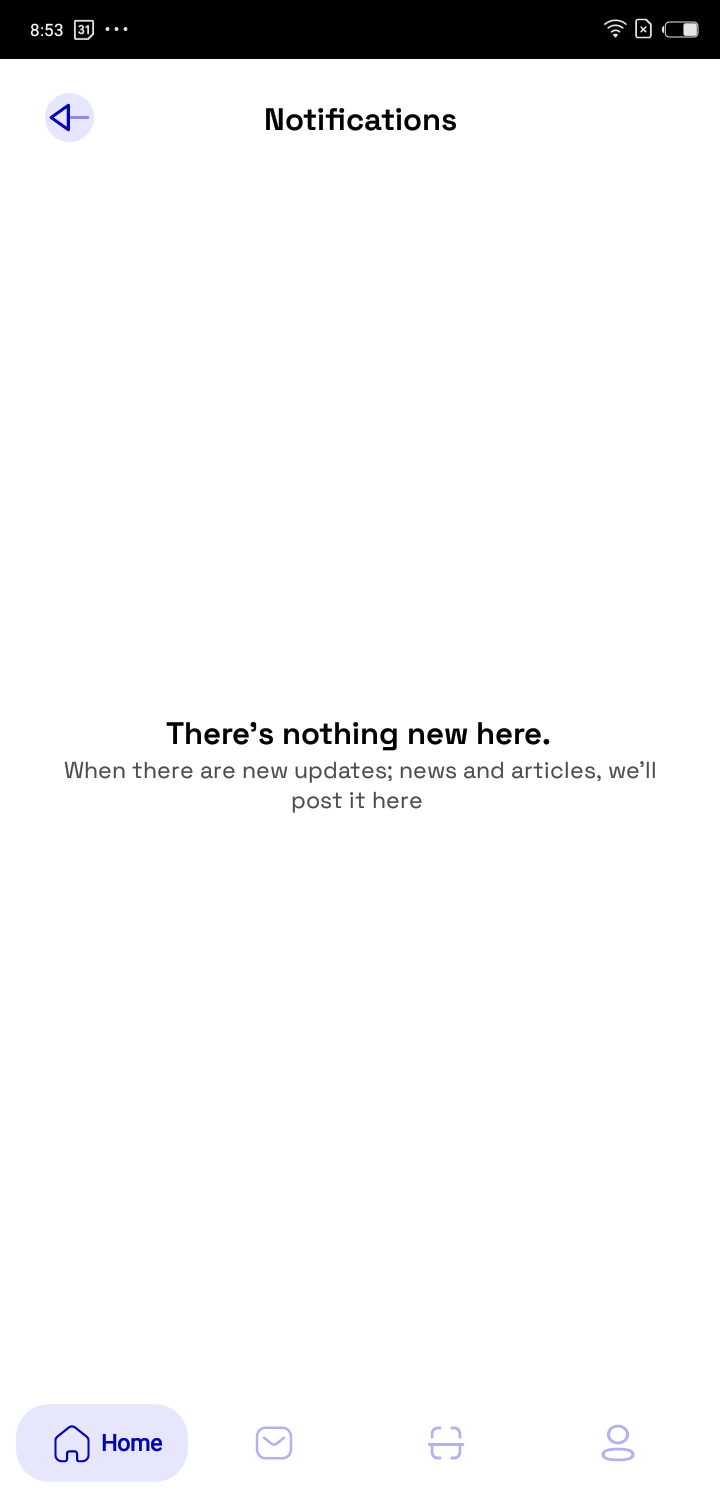 8:53 31
Notifications
There's nothing new here.
When there are new updates; news and articles, we'll
post it here
Home